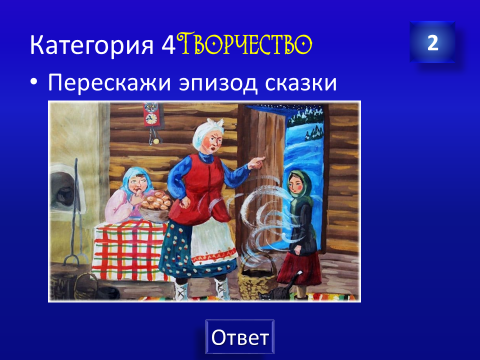 Категория 4Творчество
2
• Перескажи эпизод сказки
Ответ